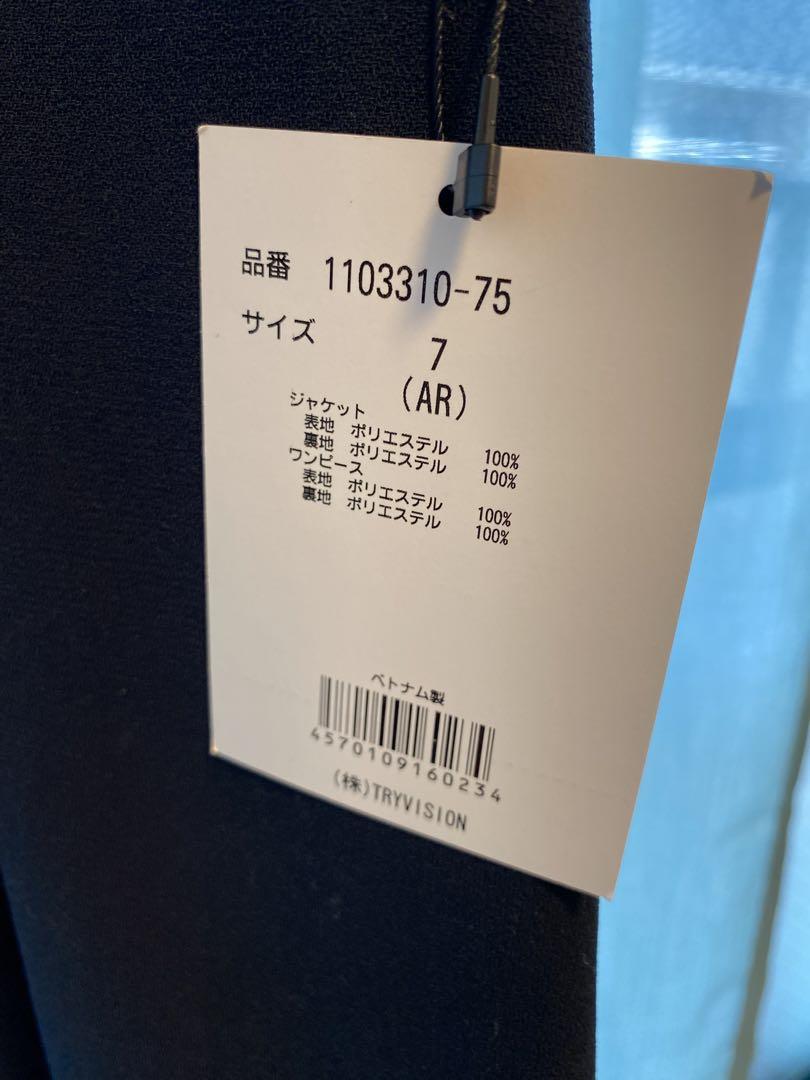 品番 1103310-75
サイズ 7
(AR)
ジャケット
表地 ポリエステル 100%
裏地 ポリエステル 100%
ワンピース
表地 ポリエステル 100%
裏地 ポリエステル 100%
ベトナム製
4570109160234
(株)TRYVISION